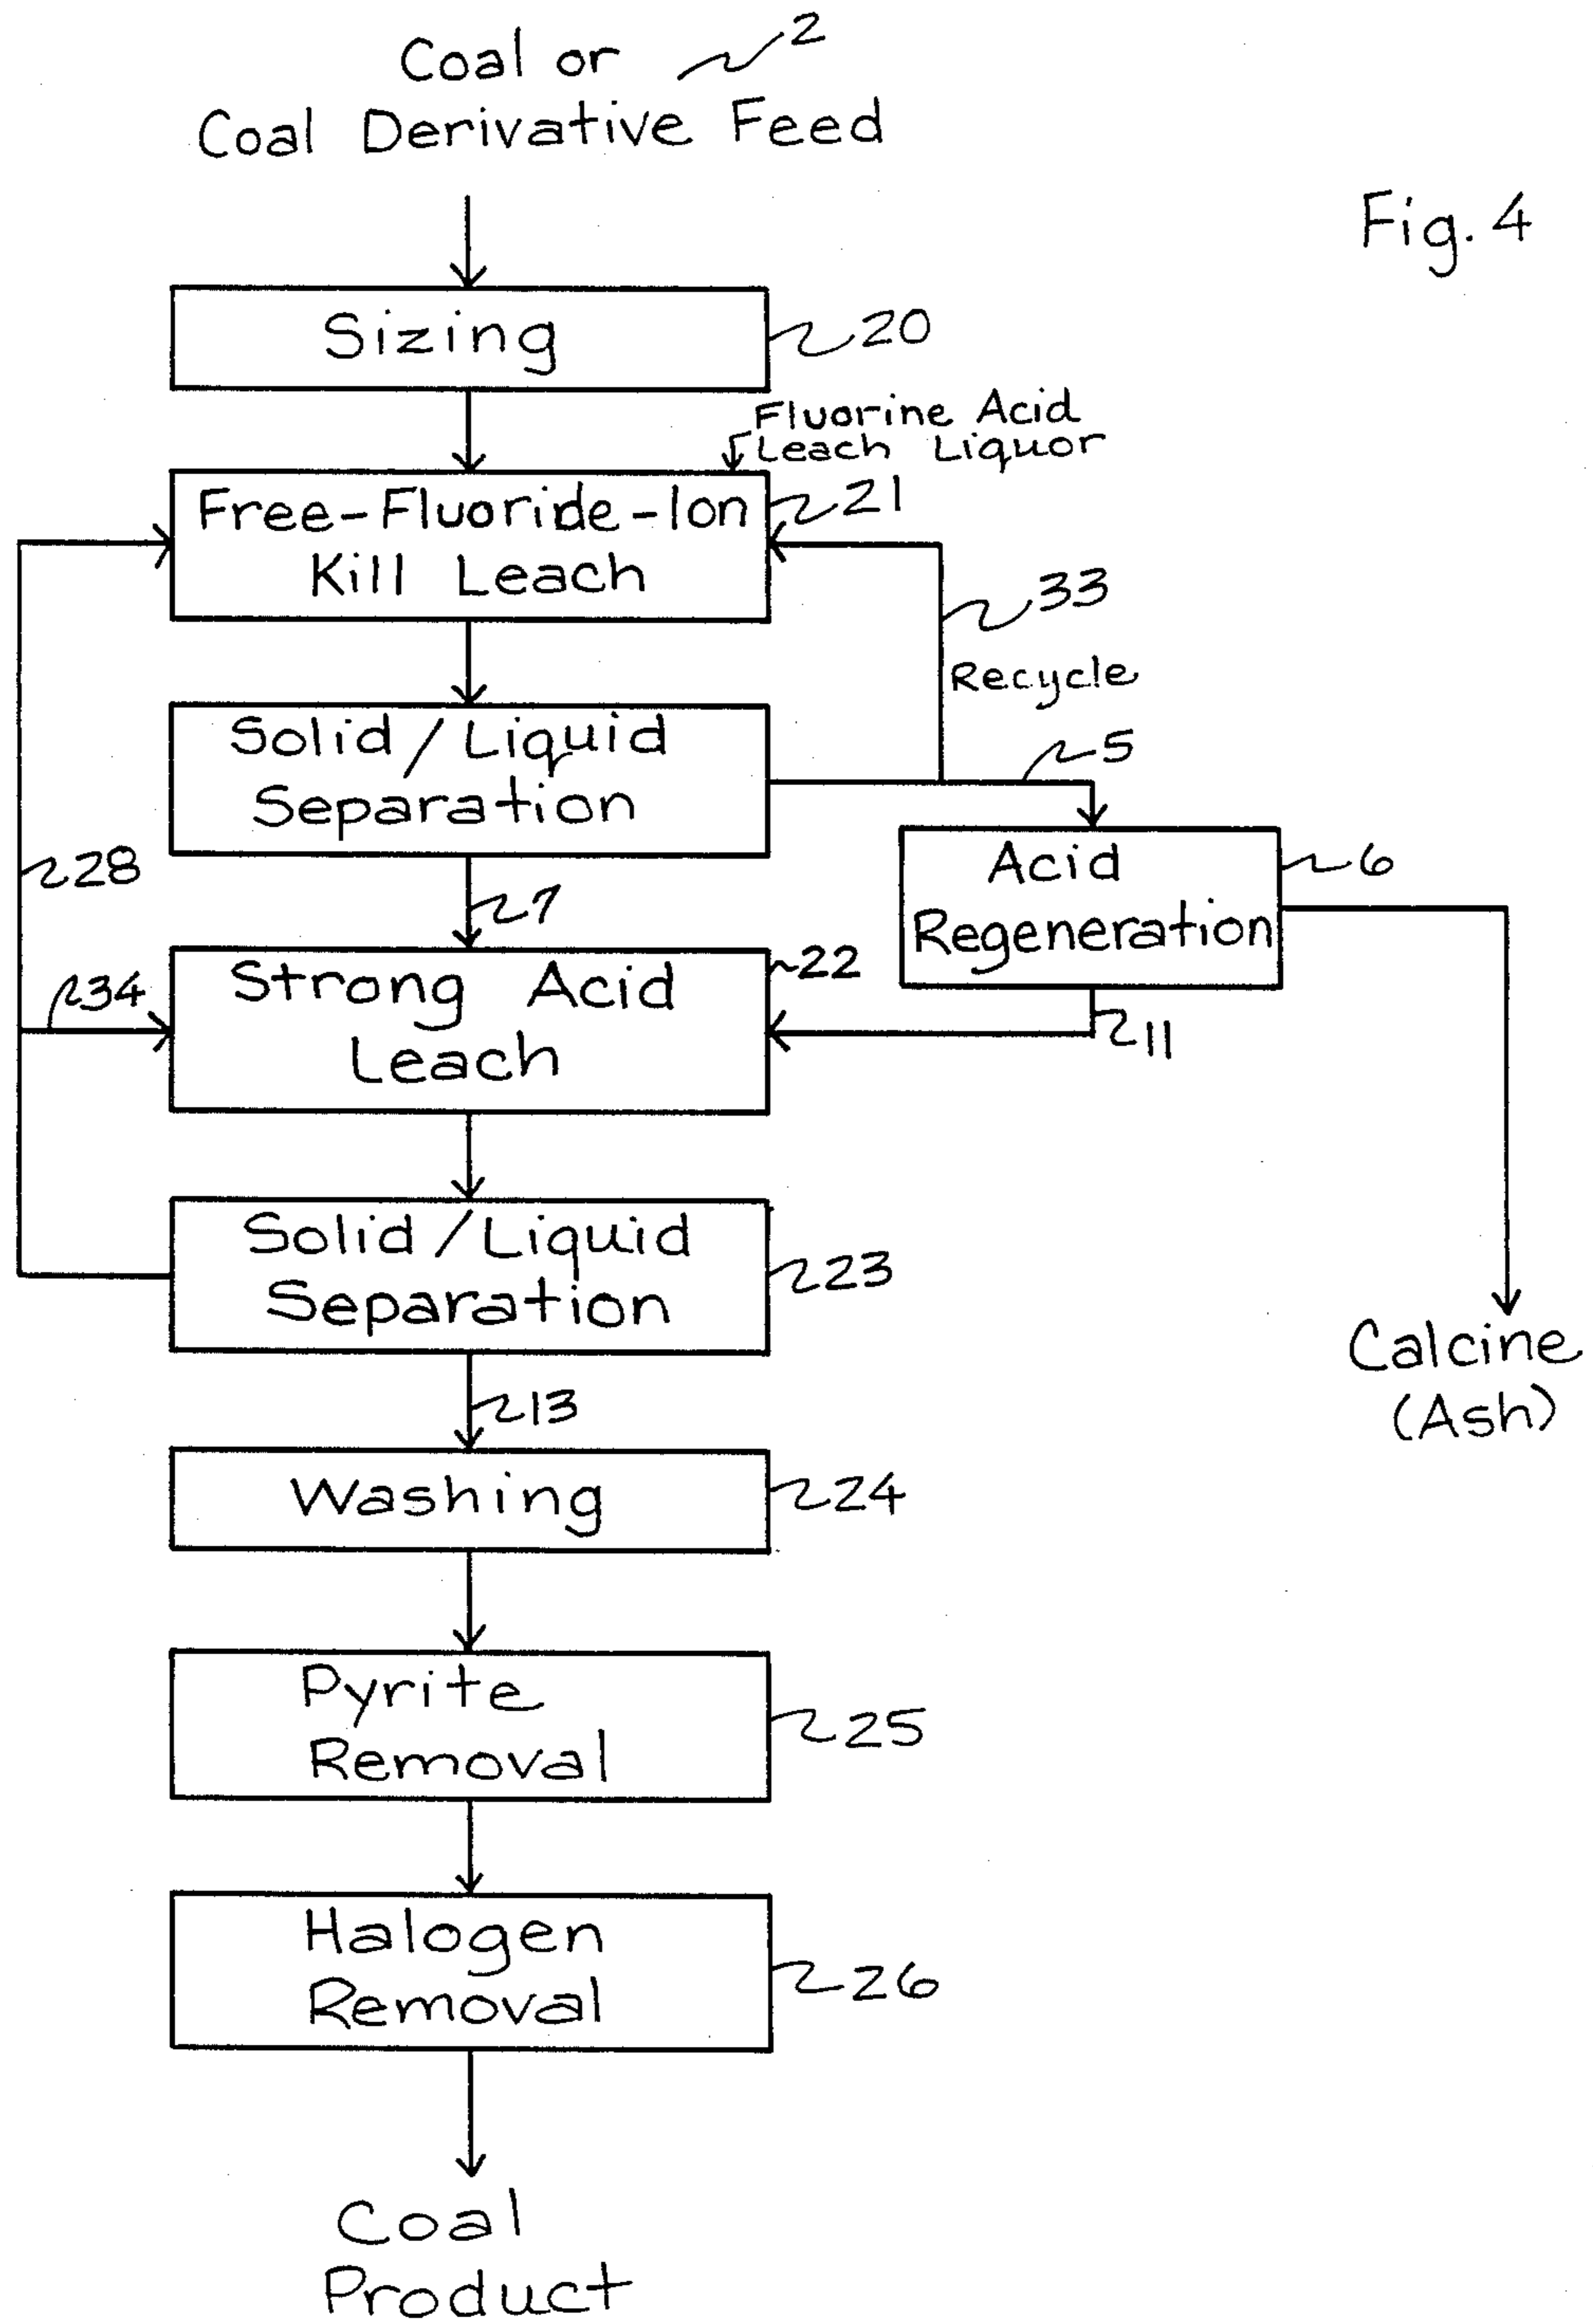 Coal or
2
Coal Derivative Feed
Fig. 4
Sizing
20
Fluorine Acid
Leach Liquor
Free-Fluoride-Ion
21
Kill Leach
33
Recycle
Solid/Liquid
Separation
5
28
7
Acid
Regeneration
6
Strong Acid
Leach
22
34
11
Solid/Liquid
Separation
23
Calcine
(Ash)
13
Washing
24
Pyrite
Removal
25
Halogen
Removal
26
Coal
Product